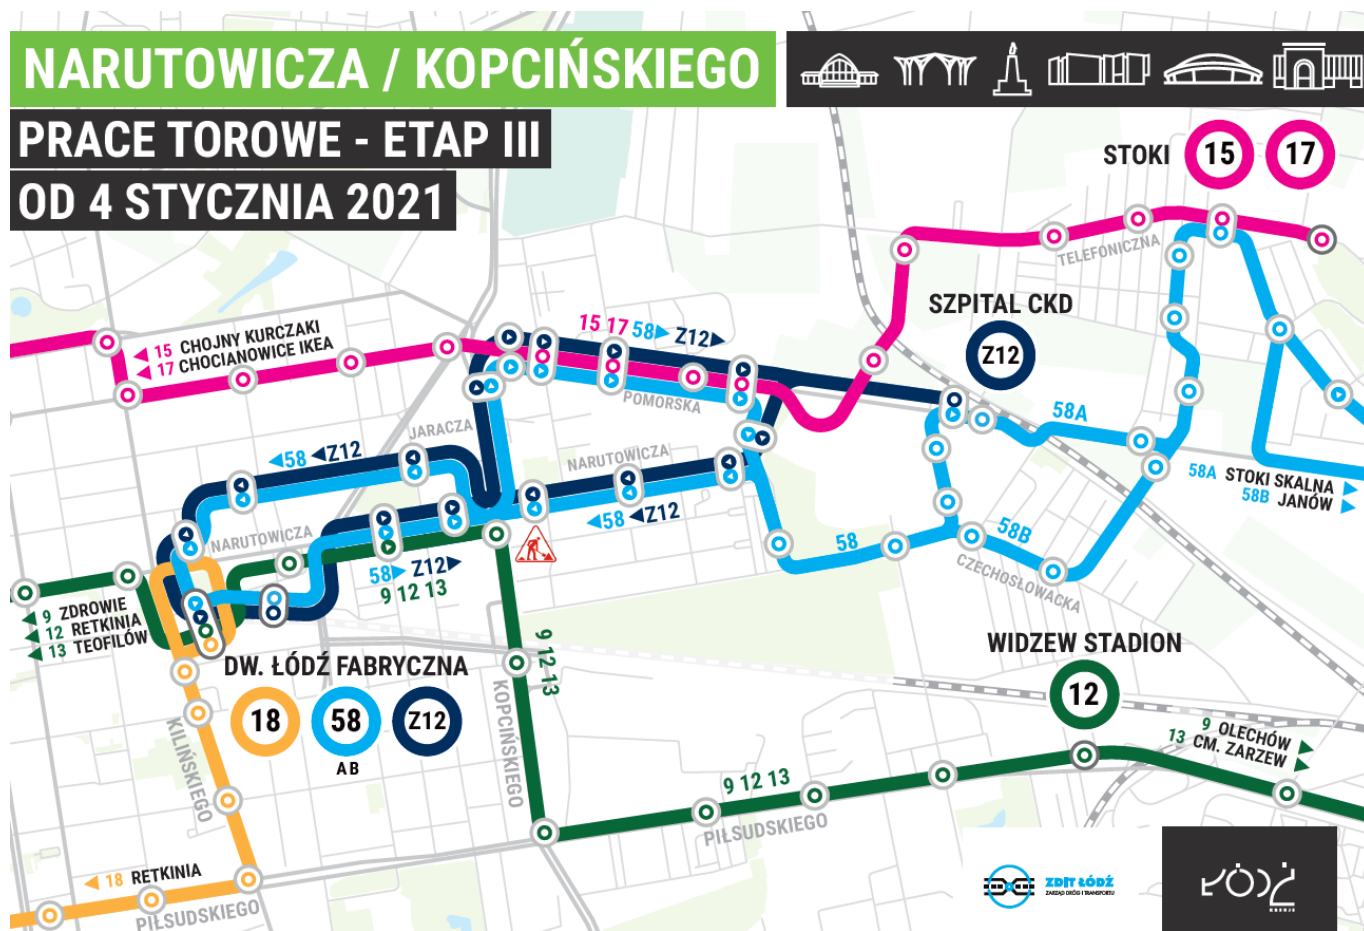 NARUTOWICZA / KOPCIŃSKIEGO
PRACE TOROWE - ETAP III
OD 4 STYCZNIA 2021
STOKI 15 17
TELEFONICZNA
SZPITAL CKD
Z12
15 17 58 Z12
15 CHOJNY KURCZAKI
17 CHOCIANOWICE IKEA
POMORSKA
JARACZA
58 Z12
NARUTOWICZA
58A
58A STOKI SKALNA
58B JANÓW
58 Z12
NARUTOWICZA
58
58B
CZECHOSŁOWACKA
58 Z12
9 12 13
9 ZDROWIE
12 RETKINIA
13 TEOFILÓW
9 12 13
DW. ŁÓDŹ FABRYCZNA
18 58 Z12
A B
KOPCIŃSKIEGO
KILIŃSKIEGO
WIDZEW STADION
12
9 OLECHÓW
13 CM. ZARZEW
9 12 13
PIŁSUDSKIEGO
18 RETKINIA
PIŁSUDSKIEGO
ZDIT ŁÓDŹ
ZARZĄD DRÓG I TRANSPORTU
ŁÓDŹ